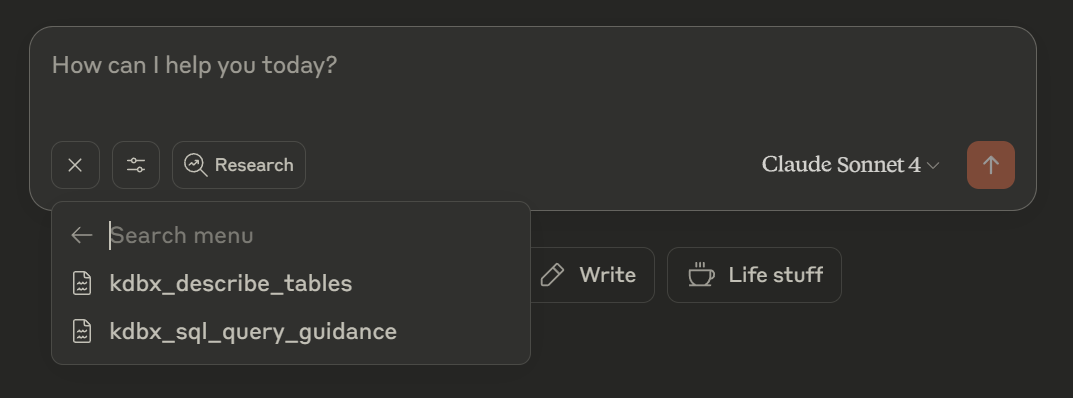 How can I help you today?
Research
Claude Sonnet 4
Search menu
kdbx_describe_tables
kdbx_sql_query_guidance
Write
Life stuff